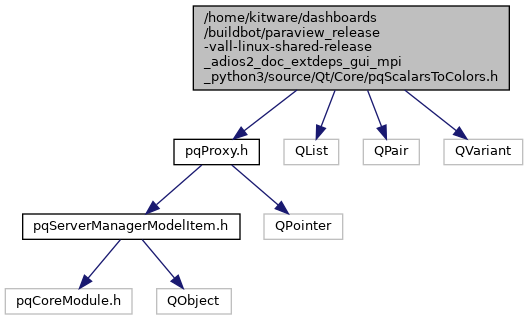 /home/kitware/dashboards
/buildbot/paraview_release
-vall-linux-shared-release
_adios2_doc_extdeps_gui_mpi
_python3/source/Qt/Core/pqScalarsToColors.h
pqProxy.h
QList
QPair
QVariant
pqServerManagerModelItem.h
QPointer
pqCoreModule.h
QObject